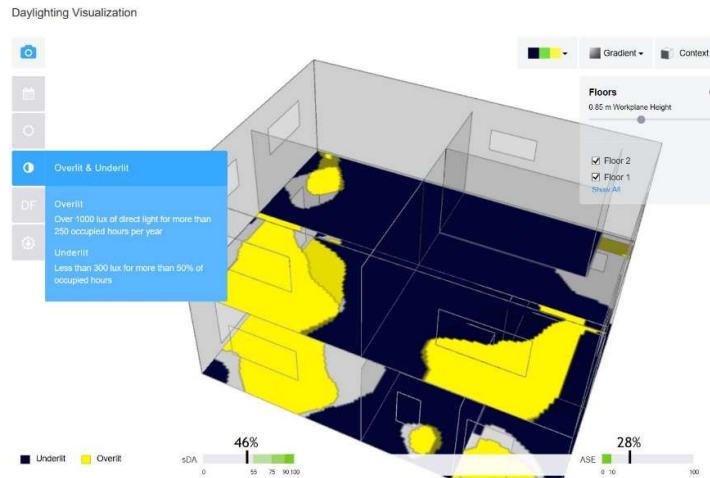 Daylighting Visualization
Gradient
Context
Floors
0.85 m Workplane Height
Floor 2
Floor 1
Show All
Overlit & Underlit
DF
Overlit
Over 1000 lux of direct light for more than
250 occupied hours per year
Underlit
Less than 300 lux for more than 50% of
occupied hours
Underlit
Overlit
46%
sDA
0 55 75 90 100
28%
ASE
0 10 100